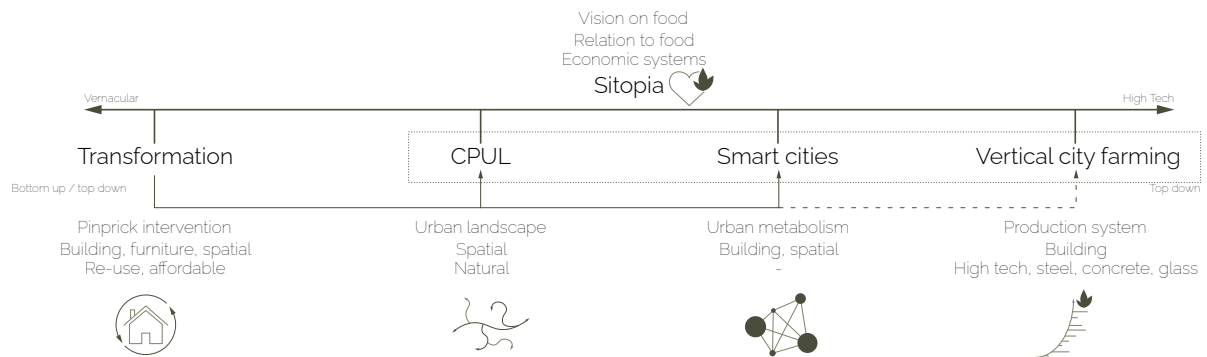 Vision on food
Relation to food
Economic systems
Sitopia
Vernacular
High Tech
Transformation
CPUL
Smart cities
Vertical city farming
Bottom up / top down
Top down
Pinprick intervention
Building, furniture, spatial
Re-use, affordable
Urban landscape
Spatial
Natural
Urban metabolism
Building, spatial
-
Production system
Building
High tech, steel, concrete, glass